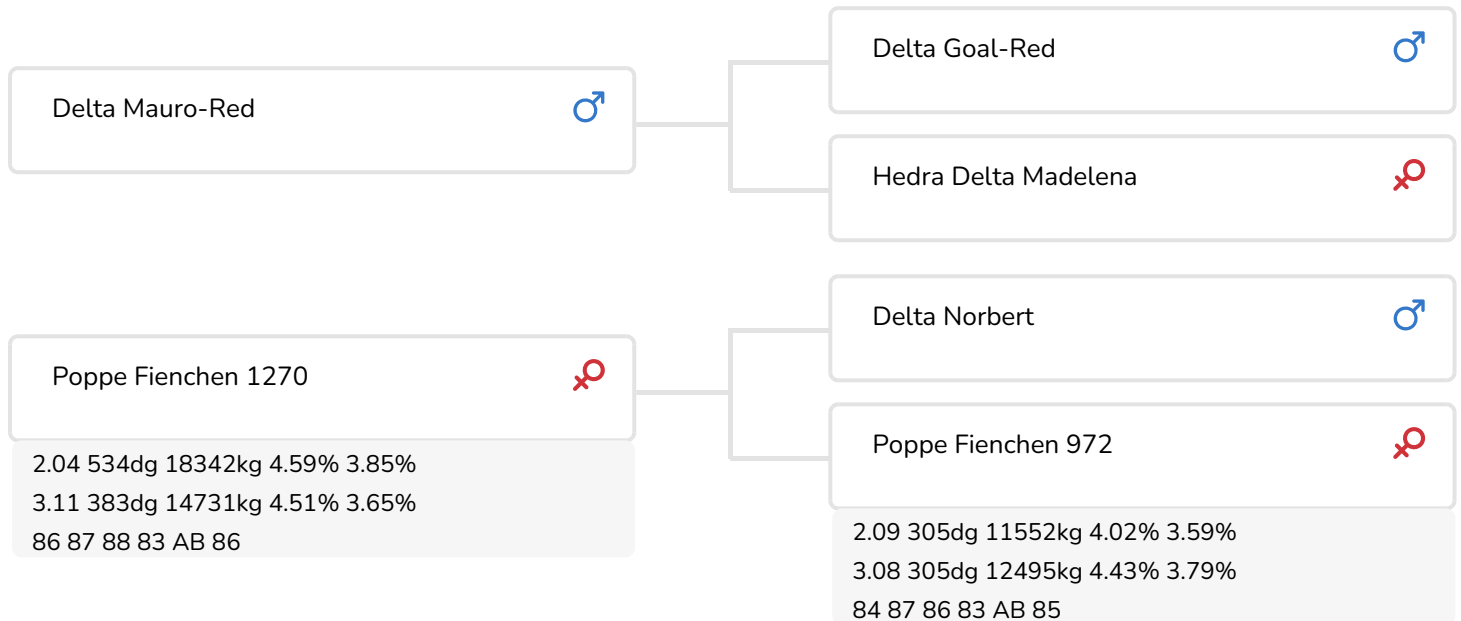 Delta Mauro-Red
Poppe Fienchen 1270
2.04 534dg 18342kg 4.59% 3.85%
3.11 383dg 14731kg 4.51% 3.65%
86 87 88 83 AB 86
Delta Goal-Red
Hedra Delta Madelena
Delta Norbert
Poppe Fienchen 972
2.09 305dg 11552kg 4.02% 3.59%
3.08 305dg 12495kg 4.43% 3.79%
84 87 86 83 AB 85